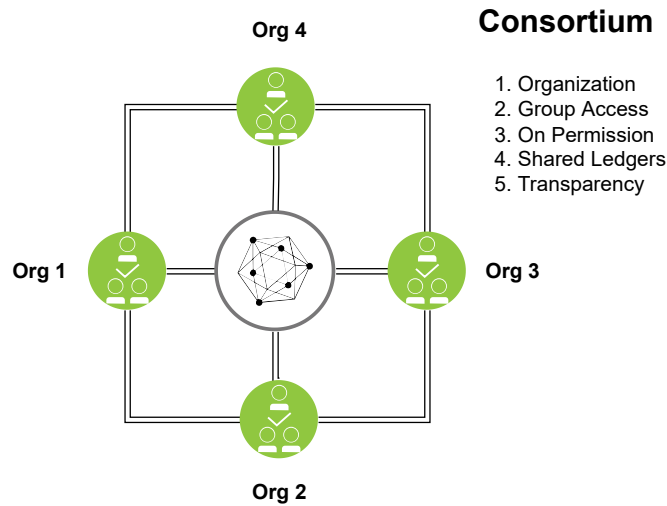 Consortium
Org 4
1. Organization
2. Group Access
3. On Permission
4. Shared Ledgers
5. Transparency
Org 1
Org 3
Org 2